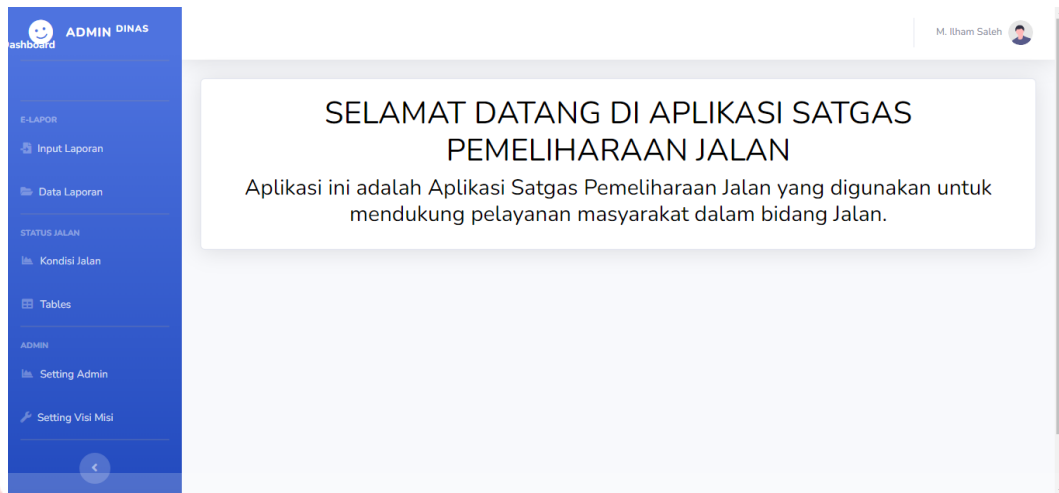 ADMIN DINAS
Dashboard
M. Ilham Saleh
E-LAPOR
Input Laporan
Data Laporan
STATUS JALAN
Kondisi Jalan
Tables
ADMIN
Setting Admin
Setting Visi Misi
SELAMAT DATANG DI APLIKASI SATGAS
PEMELIHARAAN JALAN
Aplikasi ini adalah Aplikasi Satgas Pemeliharaan Jalan yang digunakan untuk
mendukung pelayanan masyarakat dalam bidang Jalan.